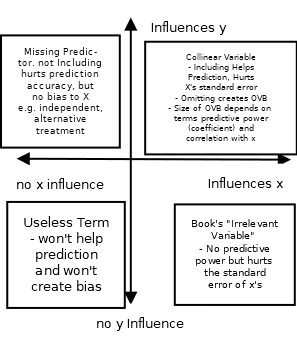 Influences y
Missing Predic-
tor. not Including
hurts prediction
accuracy, but
no bias to X
e.g. independent,
alternative
treatment
Collinear Variable
- Including Helps
Prediction, Hurts
X's standard error
- Omitting creates OVB
- Size of OVB depends on
terms predictive power
(coefficient) and
correlation with x
no x influence
Influences x
Useless Term
- won't help
prediction
and won't
create bias
Book's "Irrelevant
Variable"
- No predictive
power but hurts
the standard
error of x's
no y Influence